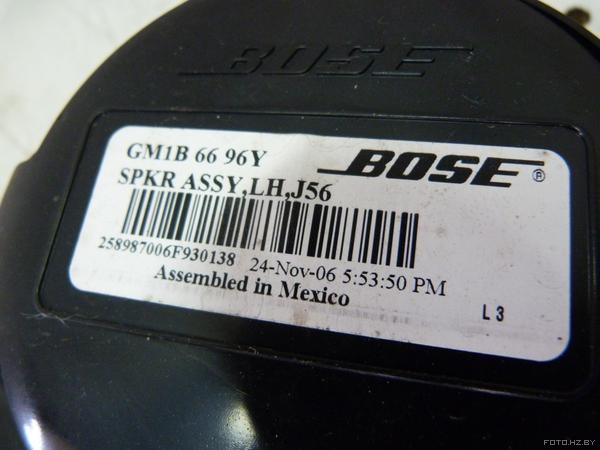 BOSE
GM1B 66 96Y
BOSE®
SPKR ASSY,LH,J56
258987006F930138
24-Nov-06 5:53:50 PM
Assembled in Mexico
L3
FOTO.HZ.BY